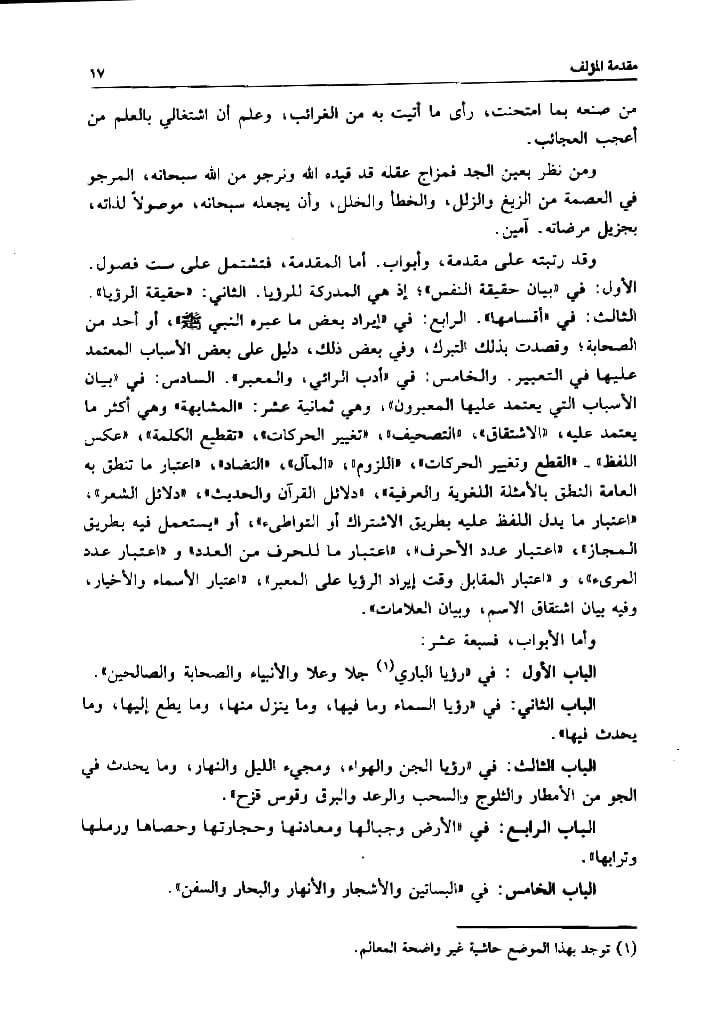 مقدمة المؤلف
١٧
من صنعه بما امتحنت، رأى ما أتيت به من الغرائب، وعلم أن اشتغالي بالعلم من
أعجب العجائب.
ومن نظر بعين الجد فمزاج عقله قد قيده الله ونرجو من الله سبحانه، المرجو
في العصمة من الزيغ والزلل، والخطأ والخلل، وأن يجعله سبحانه، موصولاً لذاته،
بجزيل مرضاته. آمين.
وقد رتبته على مقدمة، وأبواب. أما المقدمة، فتشتمل على ست فصول.
الأول: في «بيان حقيقة النفس»؛ إذ هي المدركة للرؤيا. الثاني: «حقيقة الرؤيا».
الثالث: في «أقسامها». الرابع: في «إيراد بعض ما عبره النبي ﷺ»، أو أحد من
الصحابة؛ وقصدت بذلك التبرك، وفي بعض ذلك، دليل على بعض الأسباب المعتمد
عليها في التعبير. والخامس: في «أدب الرائي، والمعبر». السادس: في «بيان
الأسباب التي يعتمد عليها المعبرون»، وهي ثمانية عشر: «المشابهة» وهي أكثر ما
يعتمد عليه، «الاشتقاق»، «التصحيف»، «تغيير الحركات»، «تقطيع الكلمة»، «عكس
اللفظ» ـ «القطع وتغيير الحركات»، «اللزوم»، «المآل»، «التضاد»، «اعتبار ما تنطق به
العامة النطق بالأمثلة اللغوية والعرفية»، «دلائل القرآن والحديث»، «دلائل الشعر»،
«اعتبار ما يدل اللفظ عليه بطريق الاشتراك أو التواطىء»، أو «يستعمل فيه بطريق
المجاز»، «اعتبار عدد الأحرف»، «اعتبار ما للحرف من العدد» و «اعتبار عدد
المرىء»، و «اعتبار المقابل وقت إيراد الرؤيا على المعبر»، «اعتبار الأسماء والأخيار،
وفيه بيان اشتقاق الاسم، وبيان العلامات».
وأما الأبواب، فسبعة عشر:
الباب الأول : في «رؤيا الباري(١) جلا وعلا والأنبياء والصحابة والصالحين».
الباب الثاني: في «رؤيا السماء وما فيها، وما ينزل منها، وما يطع إليها، وما
يحدث فيها».
الباب الثالث: في «رؤيا الجن والهواء، ومجيء الليل والنهار، وما يحدث في
الجو من الأمطار والثلوج والسحب والرعد والبرق وقوس قزح».
الباب الرابع: في «الأرض وجبالها ومعادنها وحجارتها وحصاها ورملها
وترابها».
الباب الخامس: في «البساتين والأشجار والأنهار والبحار والسفن».
(١) توجد بهذا الموضع حاشية غير واضحة المعالم.